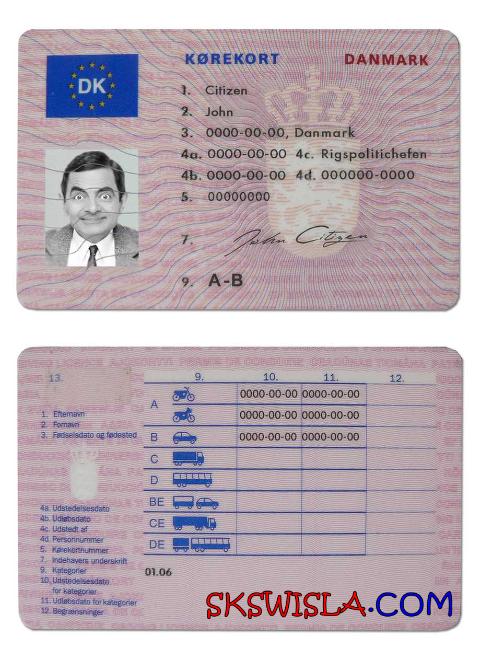 DK
KØREKORT DANMARK
1. Citizen
2. John
3. 0000-00-00, Danmark
4a. 0000-00-00 4c. Rigspolitichefen
4b. 0000-00-00 4d. 000000-0000
5. 00000000
7. John Citizen
9. A-B
13. 9. 10. 11. 12.
A 0000-00-00 0000-00-00
0000-00-00 0000-00-00
B 0000-00-00 0000-00-00
C
D
BE
CE
DE
1. Efternavn
2. Fornavn
3. Fødselsdato og fødested
4a. Udstedelsesdato
4b. Udløbsdato
4c. Udstedt af
4d. Personnummer
5. Kørekortnummer
7. Indehavers underskrift
9. Kategorier
10. Udstedelsesdato
for kategorier
11. Udløbsdato for kategorier
12. Begrænsninger
01.06
SKSWISLA.COM